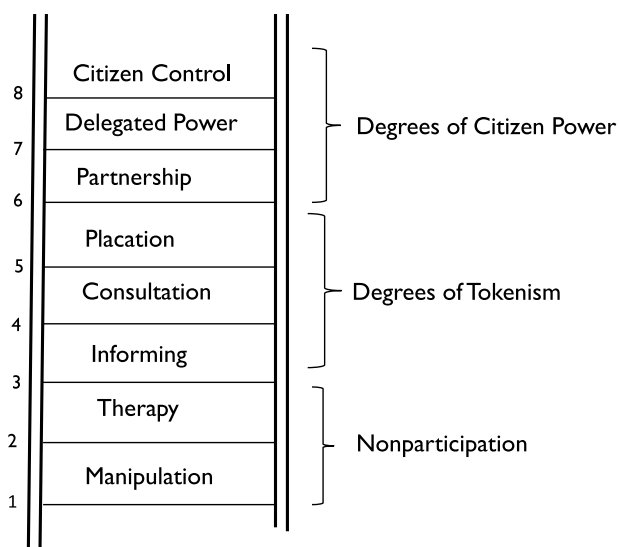 Citizen Control
8
Delegated Power
Degrees of Citizen Power
7
Partnership
6
Placation
5
Consultation
Degrees of Tokenism
4
Informing
3
Therapy
2
Nonparticipation
Manipulation
1